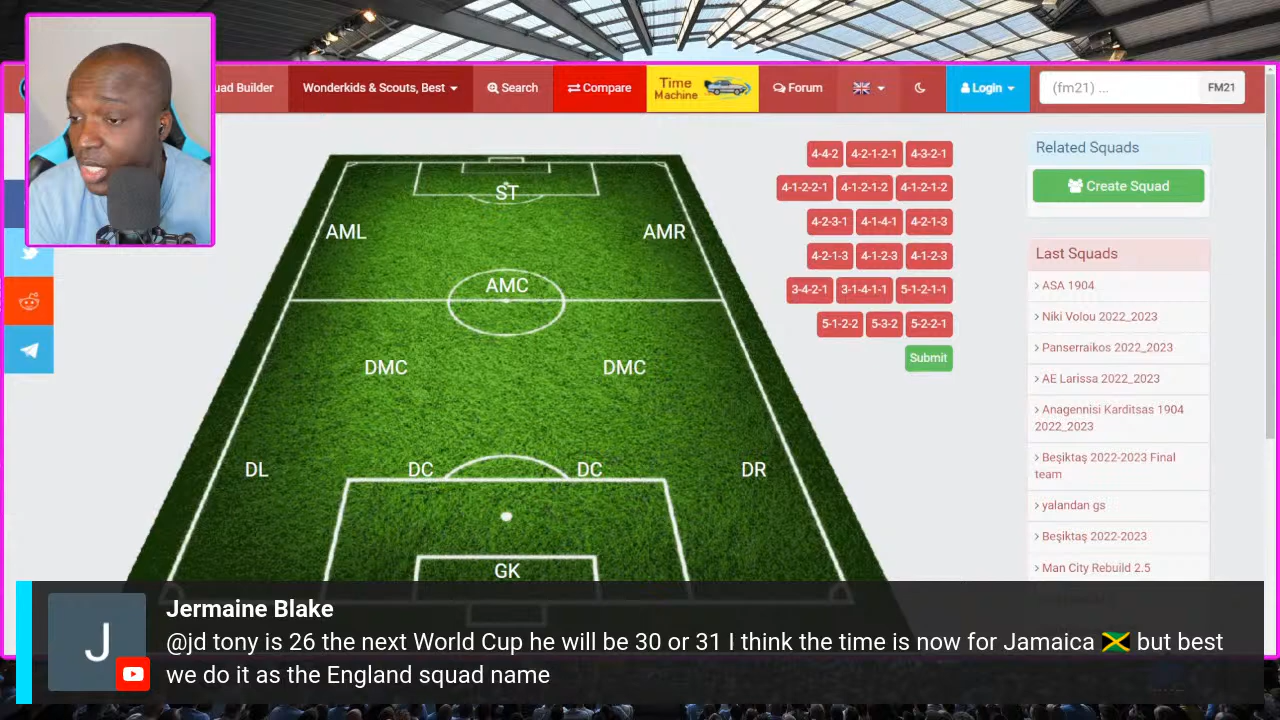 uad Builder
Wonderkids & Scouts, Best
Search
Compare
Time
Machine
Forum
Login
(fm21) ...
FM21
ST
AML
AMR
AMC
DMC
DMC
DL
DC
DC
DR
GK
4-4-2
4-2-1-2-1
4-3-2-1
4-1-2-2-1
4-1-2-1-2
4-1-2-1-2
4-2-3-1
4-1-4-1
4-2-1-3
4-2-1-3
4-1-2-3
4-1-2-3
3-4-2-1
3-1-4-1-1
5-1-2-1-1
5-1-2-2
5-3-2
5-2-2-1
Submit
Related Squads
Create Squad
Last Squads
ASA 1904
Niki Volou 2022_2023
Panserraikos 2022_2023
AE Larissa 2022_2023
Anagennisi Karditsas 1904
2022_2023
Beşiktaş 2022-2023 Final
team
yalandan gs
Beşiktaş 2022-2023
Man City Rebuild 2.5
J
Jermaine Blake
@jd tony is 26 the next World Cup he will be 30 or 31 I think the time is now for Jamaica 🇯🇲 but best
we do it as the England squad name